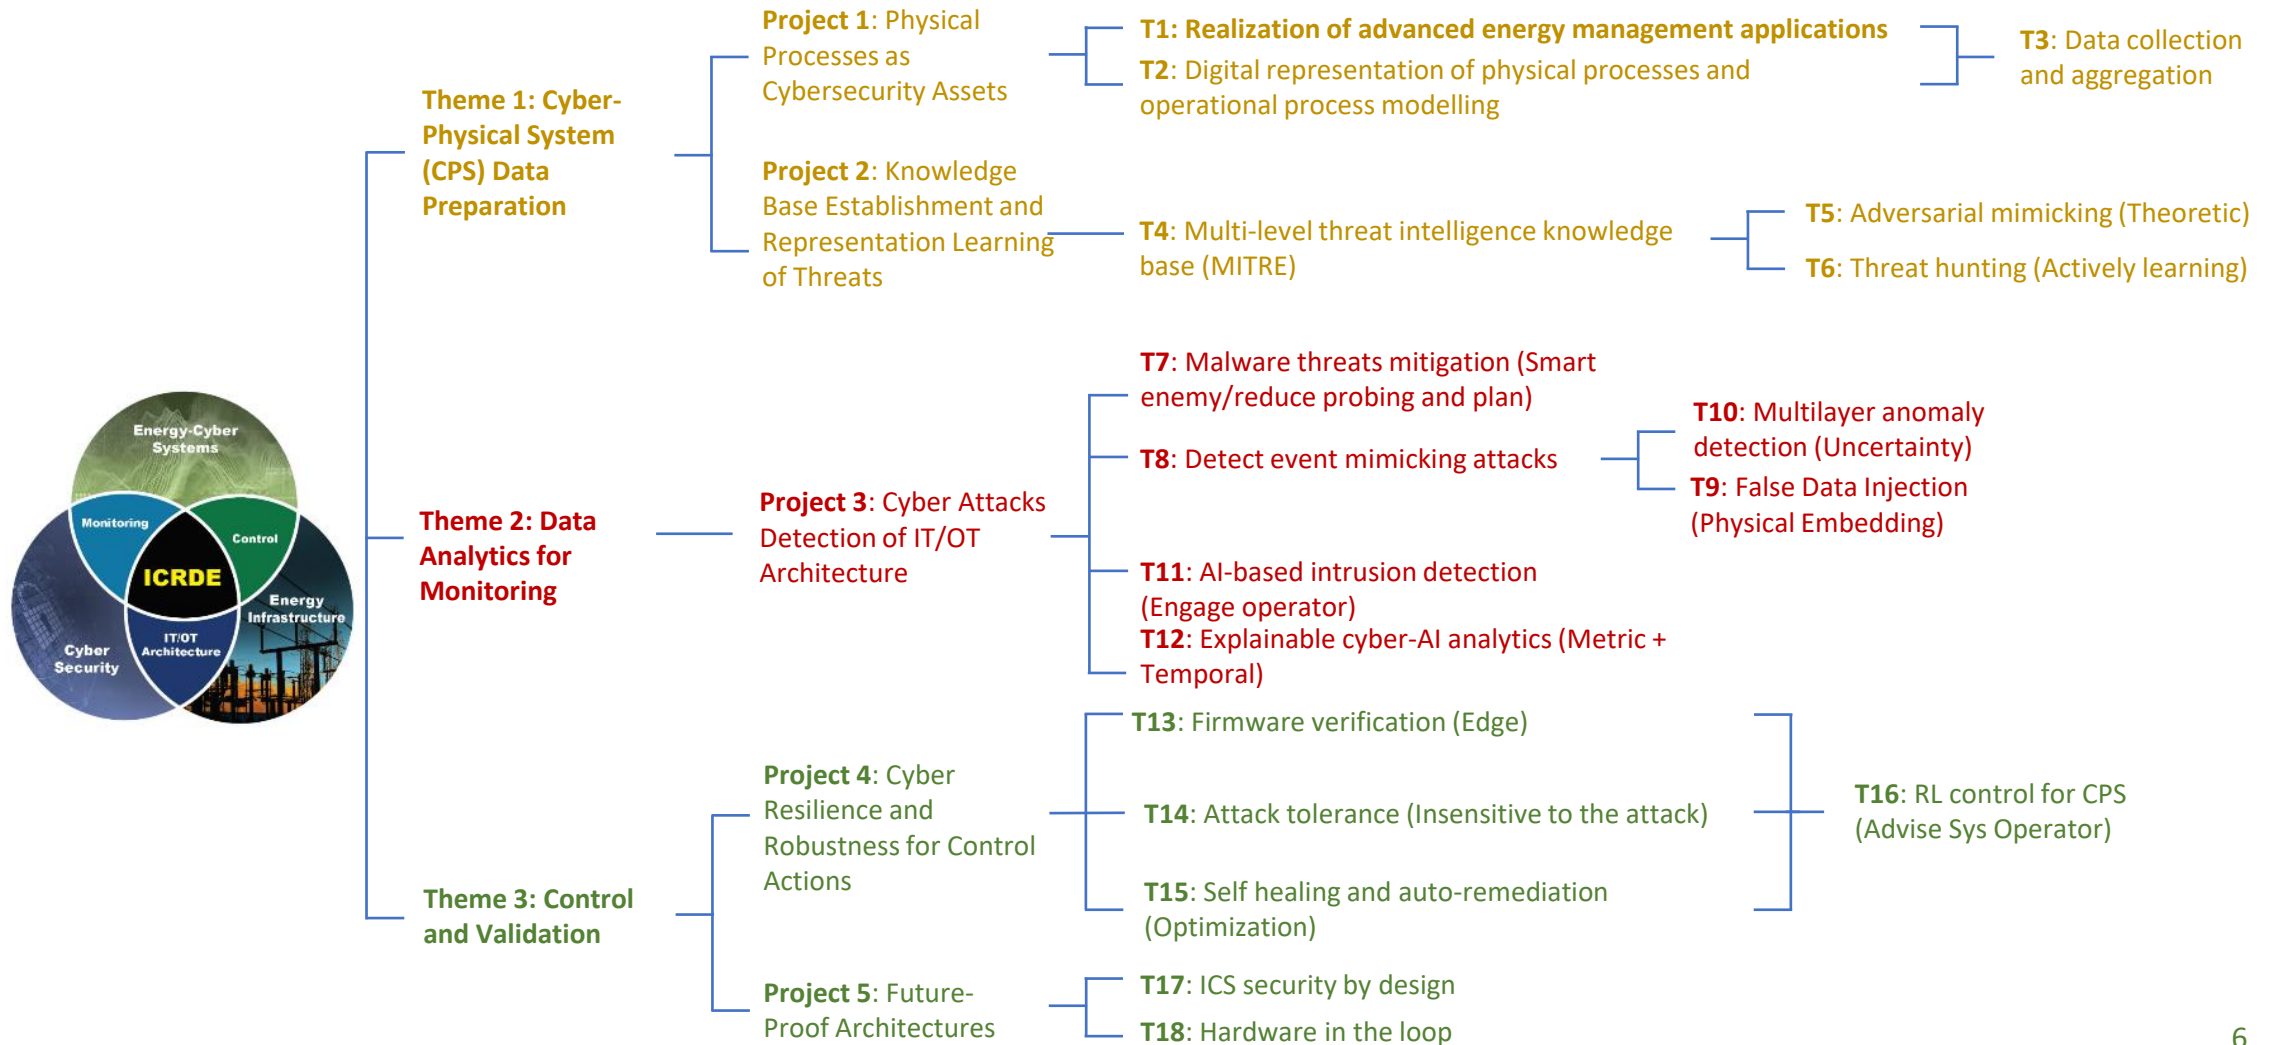 Project 1: Physical
Processes as
Cybersecurity Assets
T1: Realization of advanced energy management applications
T2: Digital representation of physical processes and
operational process modelling
T3: Data collection
and aggregation
Theme 1: Cyber-
Physical System
(CPS) Data
Preparation
Project 2: Knowledge
Base Establishment and
Representation Learning
of Threats
T4: Multi-level threat intelligence knowledge
base (MITRE)
T5: Adversarial mimicking (Theoretic)
T6: Threat hunting (Actively learning)
Energy-Cyber
Systems
Monitoring
Control
ICRDE
Energy
Infrastructure
IT/OT
Architecture
Cyber
Security
Theme 2: Data
Analytics for
Monitoring
Project 3: Cyber Attacks
Detection of IT/OT
Architecture
T7: Malware threats mitigation (Smart
enemy/reduce probing and plan)
T8: Detect event mimicking attacks
T10: Multilayer anomaly
detection (Uncertainty)
T9: False Data Injection
(Physical Embedding)
T11: AI-based intrusion detection
(Engage operator)
T12: Explainable cyber-AI analytics (Metric +
Temporal)
Theme 3: Control
and Validation
Project 4: Cyber
Resilience and
Robustness for Control
Actions
T13: Firmware verification (Edge)
T14: Attack tolerance (Insensitive to the attack)
T15: Self healing and auto-remediation
(Optimization)
T16: RL control for CPS
(Advise Sys Operator)
Project 5: Future-
Proof Architectures
T17: ICS security by design
T18: Hardware in the loop
6